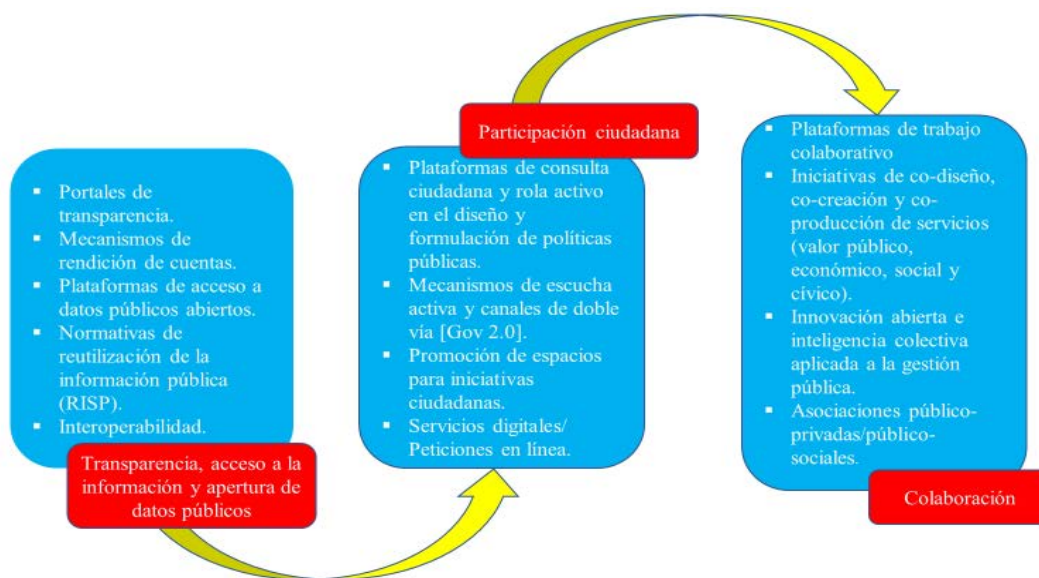 ▪ Portales de
transparencia.
▪ Mecanismos de
rendición de cuentas.
▪ Plataformas de acceso a
datos públicos abiertos.
▪ Normativas de
reutilización de la
información pública
(RISP).
▪ Interoperabilidad.
Transparencia, acceso a la
información y apertura de
datos públicos
Participación ciudadana
▪ Plataformas de consulta
ciudadana y rola activo
en el diseño y
formulación de políticas
públicas.
▪ Mecanismos de escucha
activa y canales de doble
vía [Gov 2.0].
▪ Promoción de espacios
para iniciativas
ciudadanas.
▪ Servicios digitales/
Peticiones en línea.
▪ Plataformas de trabajo
colaborativo
▪ Iniciativas de co-diseño,
co-creación y co-
producción de servicios
(valor público,
económico, social y
cívico).
▪ Innovación abierta e
inteligencia colectiva
aplicada a la gestión
pública.
▪ Asociaciones público-
privadas/público-
sociales.
Colaboración